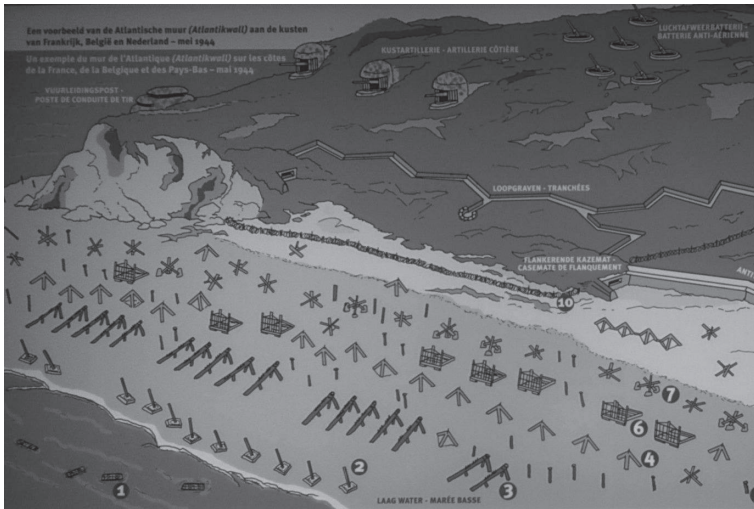 Een voorbeeld van de Atlantische muur (Atlantikwall) aan de kusten
van Frankrijk, België en Nederland – mei 1944
Un exemple du mur de l'Atlantique (Atlantikwall) sur les côtes
de la France, de la Belgique et des Pays-Bas – mai 1944
LUCHTAFWEERBATTERIJ -
BATTERIE ANTI-AÉRIENNE
KUSTARTILLERIE - ARTILLERIE CÔTIÈRE
VUURLEIDINGSPOST -
POSTE DE CONDUITE DE TIR
LOOPGRAVEN - TRANCHÉES
FLANKERENDE KAZEMAT -
CASEMATE DE FLANQUEMENT
ANTI
10
7
6
4
2
3
1
LAAG WATER - MARÉE BASSE